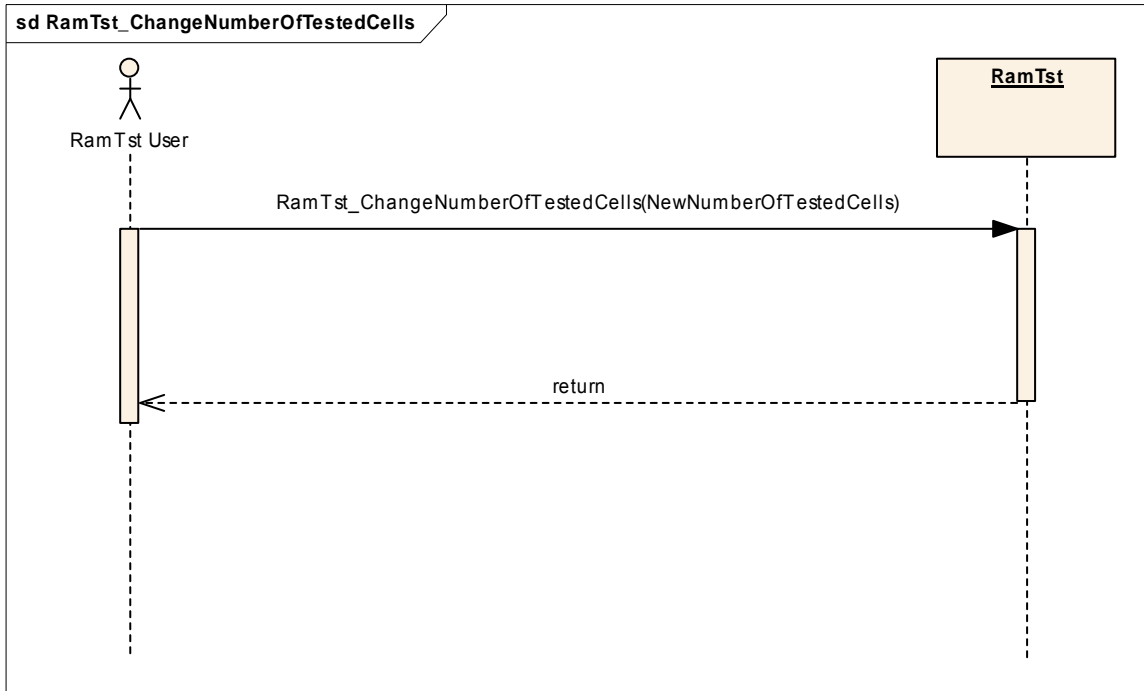 sd RamTst_ChangeNumberOfTestedCells
RamTst User
RamTst
RamTst_ChangeNumberOfTestedCells(NewNumberOfTestedCells)
return